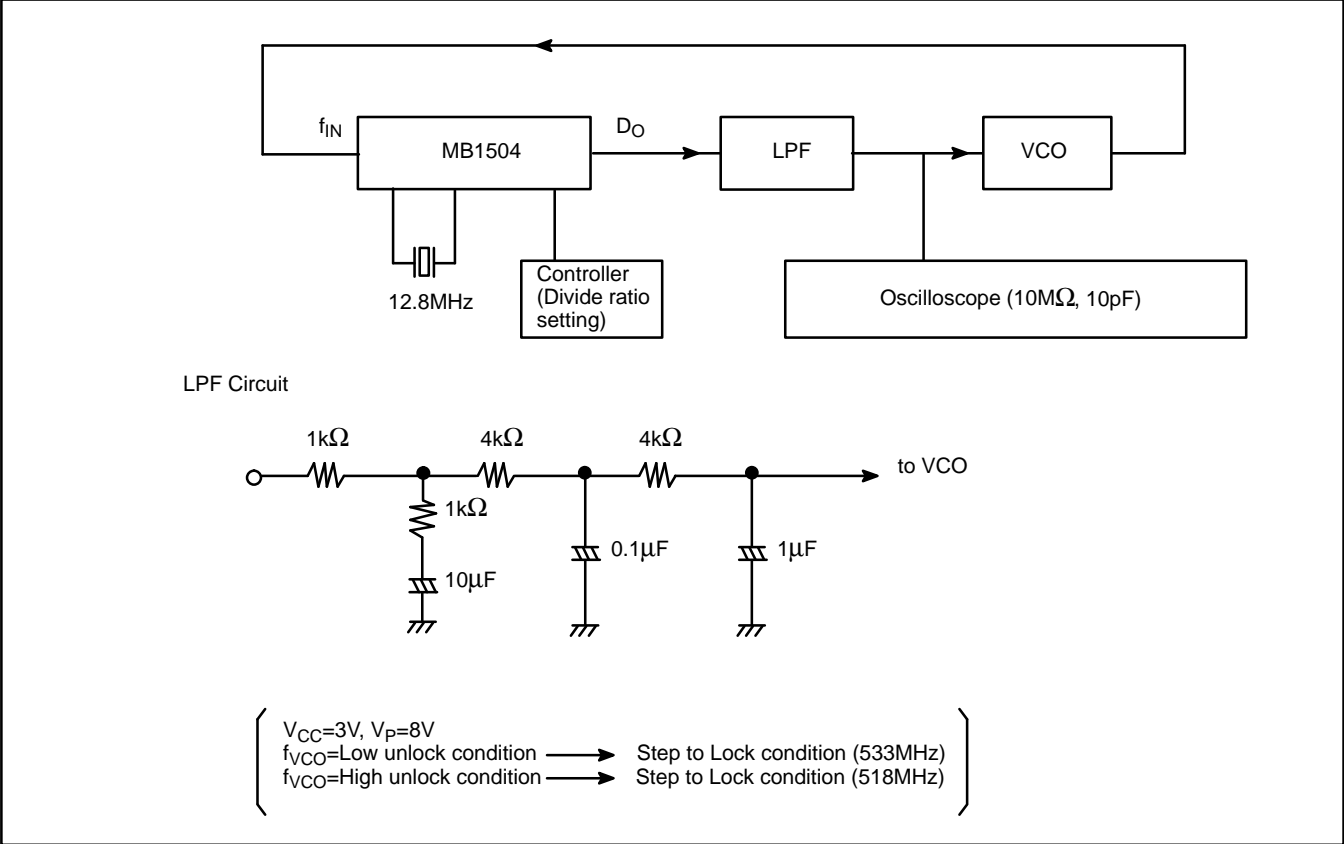 fIN
MB1504
DO
LPF
VCO
12.8MHz
Controller
(Divide ratio
setting)
Oscilloscope (10MΩ, 10pF)
LPF Circuit
1kΩ
4kΩ
4kΩ
to VCO
1kΩ
0.1μF
1μF
10μF
VCC=3V, VP=8V
fVCO=Low unlock condition Step to Lock condition (533MHz)
fVCO=High unlock condition Step to Lock condition (518MHz)